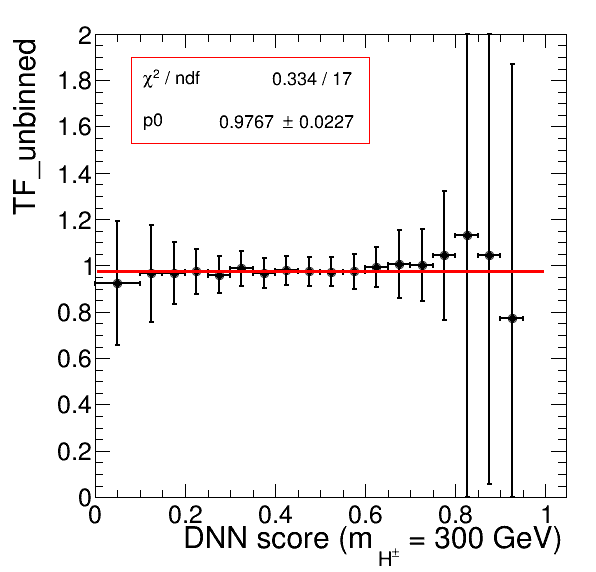 TF_unbinned
2
1.8
1.6
1.4
1.2
1
0.8
0.6
0.4
0.2
0
χ² / ndf 0.334 / 17
p0 0.9767 ± 0.0227
0 0.2 0.4 0.6 0.8 1
DNN score (m_H± = 300 GeV)